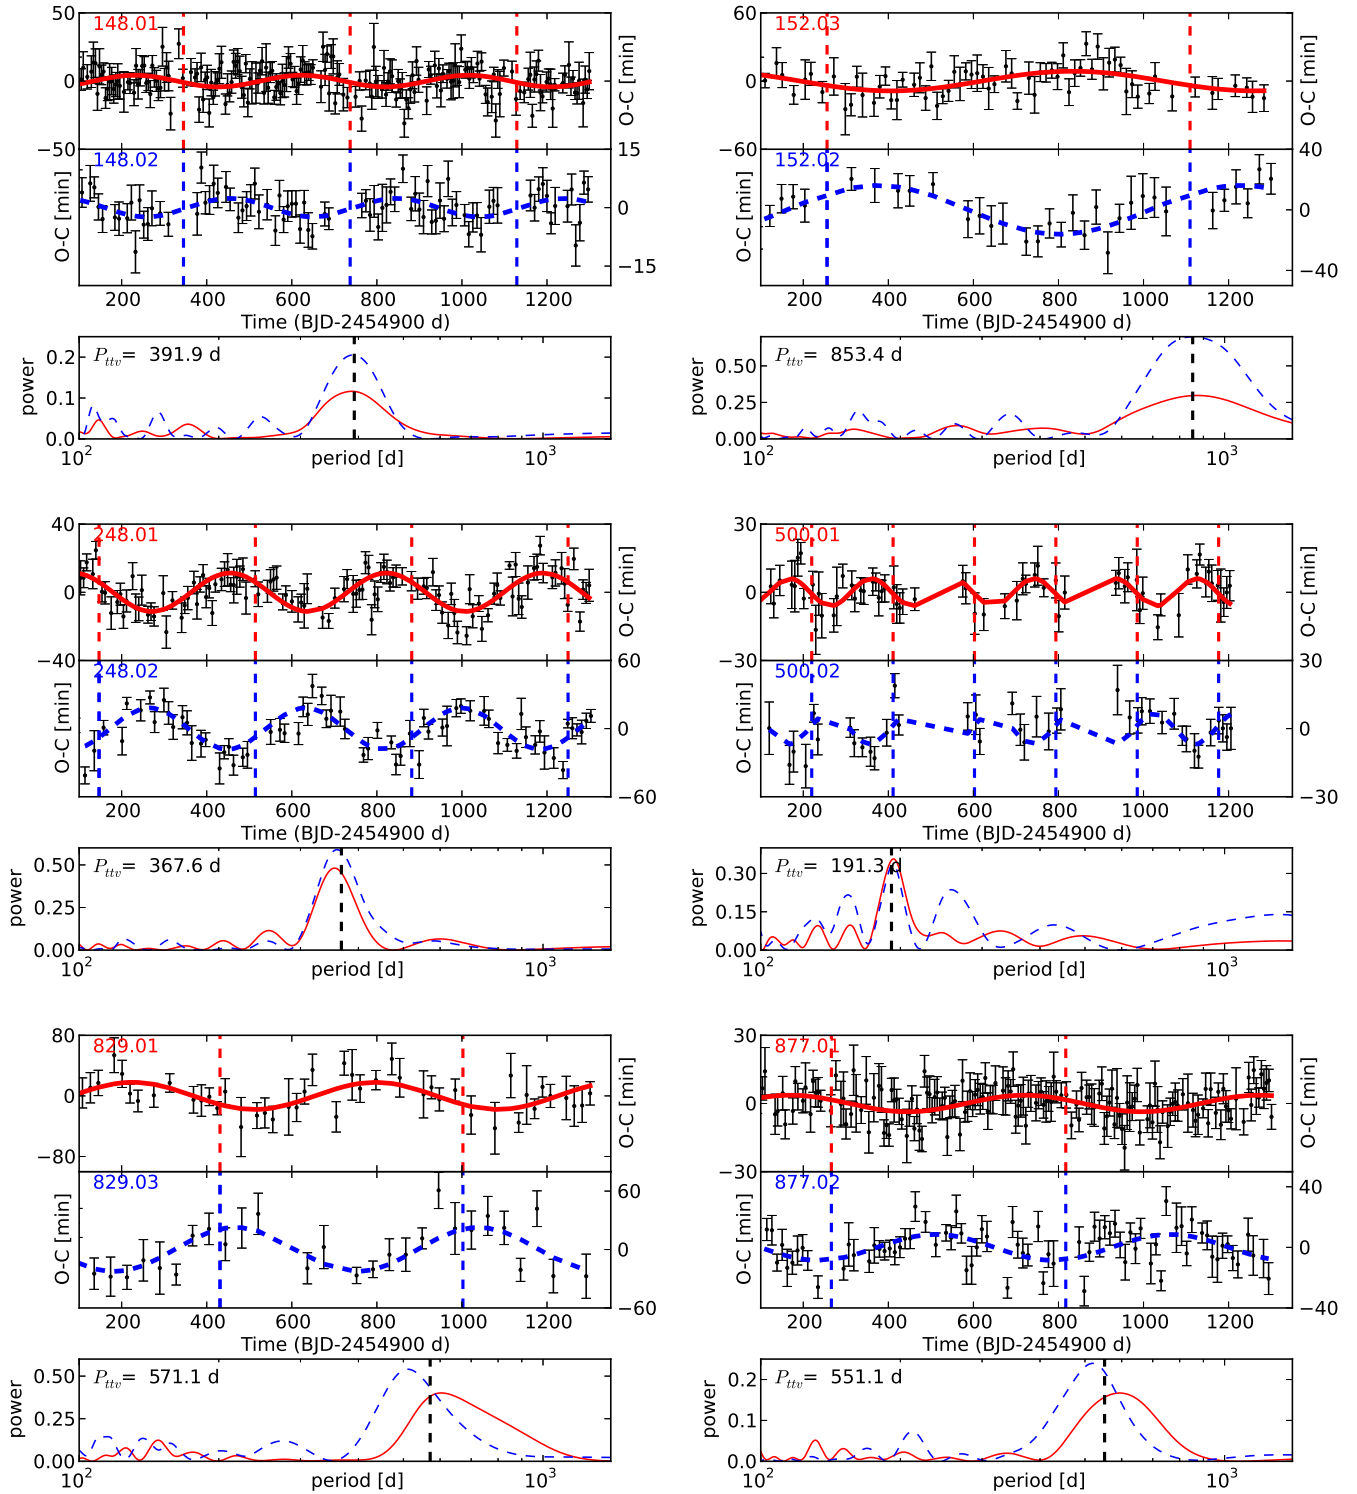 148.01
50
0
−50
O-C [min]
148.02
15
0
−15
O-C [min]
200 400 600 800 1000 1200
Time (BJD-2454900 d)
P_ttv= 391.9 d
power
0.2
0.1
0.0
10^2 10^3
period [d]
152.03
60
0
−60
O-C [min]
152.02
40
0
−40
O-C [min]
200 400 600 800 1000 1200
Time (BJD-2454900 d)
P_ttv= 853.4 d
power
0.50
0.25
0.00
10^2 10^3
period [d]
248.01
40
0
−40
O-C [min]
248.02
60
0
−60
O-C [min]
200 400 600 800 1000 1200
Time (BJD-2454900 d)
P_ttv= 367.6 d
power
0.50
0.25
0.00
10^2 10^3
period [d]
500.01
30
0
−30
O-C [min]
500.02
30
0
−30
O-C [min]
200 400 600 800 1000 1200
Time (BJD-2454900 d)
P_ttv= 191.3 d
power
0.30
0.15
0.00
10^2 10^3
period [d]
829.01
80
0
−80
O-C [min]
829.03
60
0
−60
O-C [min]
200 400 600 800 1000 1200
Time (BJD-2454900 d)
P_ttv= 571.1 d
power
0.50
0.25
0.00
10^2 10^3
period [d]
877.01
30
0
−30
O-C [min]
877.02
40
0
−40
O-C [min]
200 400 600 800 1000 1200
Time (BJD-2454900 d)
P_ttv= 551.1 d
power
0.2
0.1
0.0
10^2 10^3
period [d]